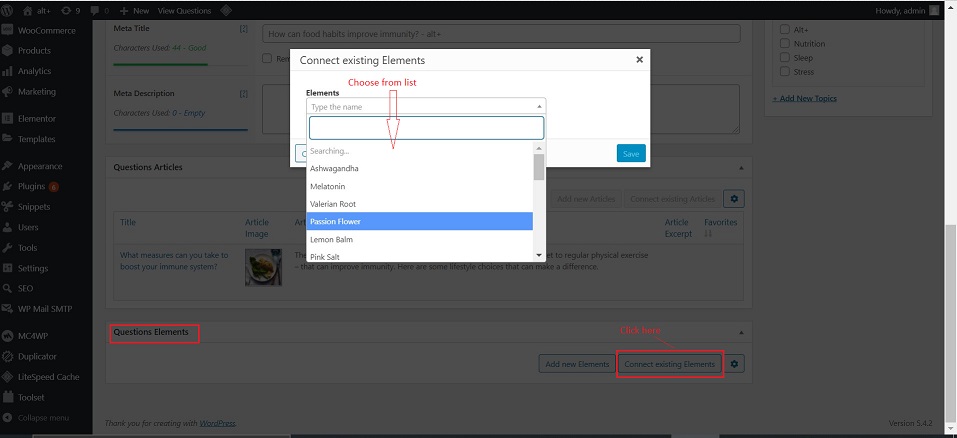 alt+ 0 New View Questions
Howdy, admin
WooCommerce
Products
Analytics
Marketing
Elementor
Templates
Appearance
Plugins 6
Snippets
Users
Tools
Settings
SEO
WP Mail SMTP
MC4WP
Duplicator
LiteSpeed Cache
Toolset
Collapse menu
Meta Title
Characters Used: 44 - Good
How can food habits improve immunity? - alt+
Meta Description
Characters Used: 0 - Empty
Connect existing Elements
Choose from list
Elements
Type the name
Searching...
Ashwagandha
Melatonin
Valerian Root
Passion Flower
Lemon Balm
Pink Salt
Save
Alt+
Nutrition
Sleep
Stress
+ Add New Topics
Questions Articles
Add new Articles Connect existing Articles
Title
Article Image
Article Excerpt
Favorites
What measures can you take to
boost your immune system?
et to regular physical exercise
– that can improve immunity. Here are some lifestyle choices that can make a difference.
Questions Elements
Click here
Add new Elements Connect existing Elements
Thank you for creating with WordPress.
Version 5.4.2